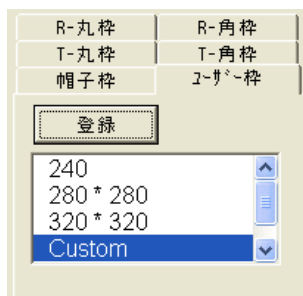 R-丸枠 R-角枠
T-丸枠 T-角枠
帽子枠 ﾕｰｻﾞｰ枠
登録
240
280 * 280
320 * 320
Custom